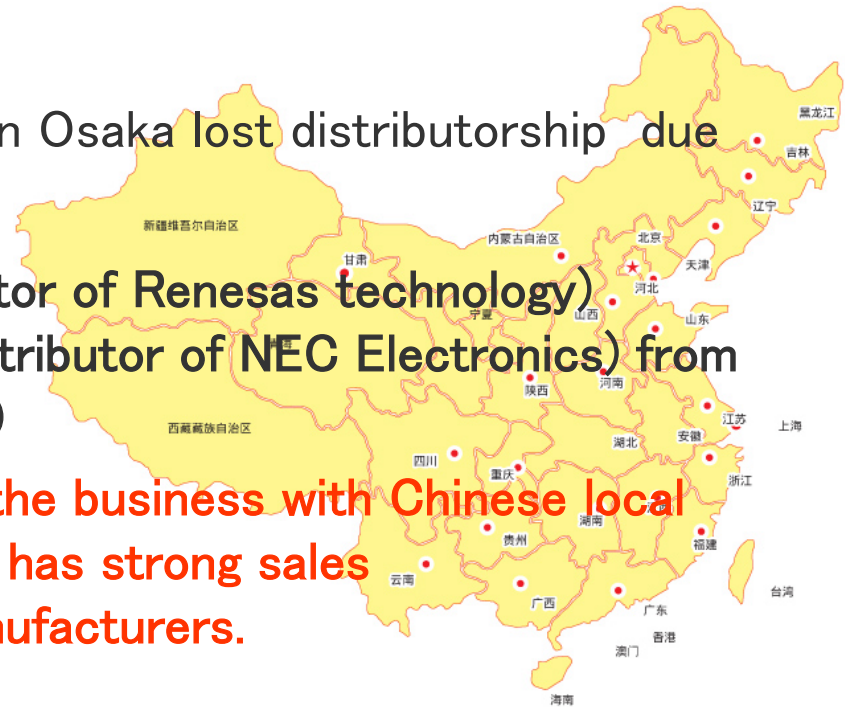 n Osaka lost distributorship due
tor of Renesas technology)
tributor of NEC Electronics) from
)
the business with Chinese local
has strong sales
nufacturers.
黑龙江
吉林
辽宁
新疆维吾尔自治区
内蒙古自治区
北京
甘肃
天津
河北
宁夏
山西
山东
陕西
河南
江苏
上海
西藏藏族自治区
安徽
湖北
四川
重庆
浙江
湖南
贵州
福建
云南
台湾
广西
广东
香港
澳门
海南